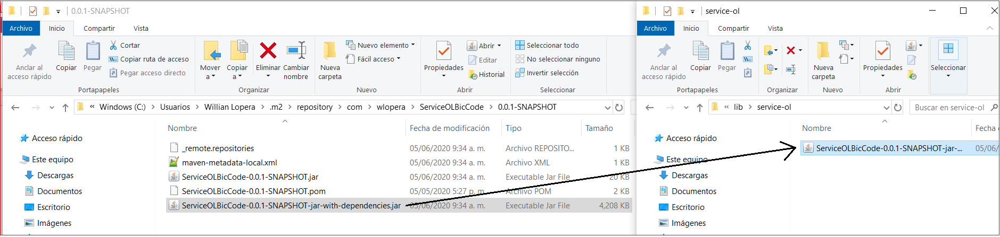 0.0.1-SNAPSHOT
Archivo Inicio Compartir Vista
Anclar al acceso rápido
Copiar
Pegar
Cortar
Copiar ruta de acceso
Pegar acceso directo
Portapapeles
Mover a
Copiar a
Eliminar
Cambiar nombre
Organizar
Nueva carpeta
Nuevo elemento
Fácil acceso
Nuevo
Propiedades
Abrir
Editar
Historial
Abrir
Seleccionar todo
No seleccionar ninguno
Invertir selección
Seleccionar
« Windows (C:) > Usuarios > Willian Lopera > .m2 > repository > com > wlopera > ServiceOLBicCode > 0.0.1-SNAPSHOT
Acceso rápido
Este equipo
Descargas
Documentos
Escritorio
Imágenes
Nombre Fecha de modificación Tipo Tamaño
_remote.repositories 05/06/2020 9:34 a. m. Archivo REPOSITO... 1 KB
maven-metadata-local.xml 05/06/2020 9:34 a. m. Archivo XML 1 KB
ServiceOLBicCode-0.0.1-SNAPSHOT.jar 05/06/2020 9:34 a. m. Executable Jar File 20 KB
ServiceOLBicCode-0.0.1-SNAPSHOT.pom 05/05/2020 5:27 p. m. Archivo POM 2 KB
ServiceOLBicCode-0.0.1-SNAPSHOT-jar-with-dependencies.jar 05/06/2020 9:34 a. m. Executable Jar File 4,208 KB
service-ol
Archivo Inicio Compartir Vista
Anclar al acceso rápido
Copiar
Pegar
Portapapeles
Organizar
Nueva carpeta
Nuevo
Propiedades
Abrir
Seleccionar
« lib > service-ol
Buscar en service-ol
Acceso rápido
Este equipo
Descargas
Documentos
Escritorio
Imágenes
Nombre Fecha
ServiceOLBicCode-0.0.1-SNAPSHOT-jar-... 05/06/